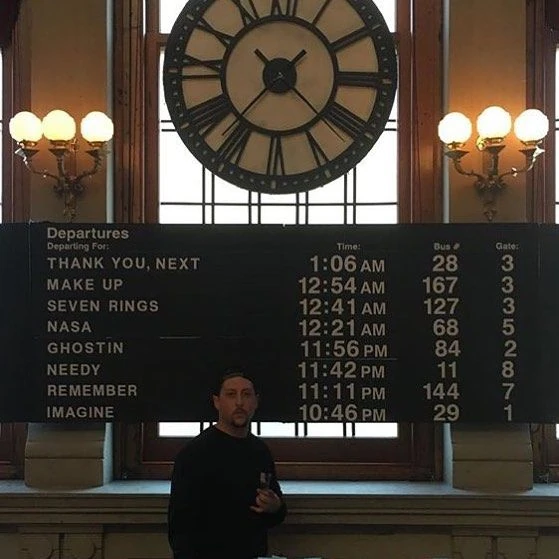 Departures
Departing For: Time: Bus # Gate:
THANK YOU, NEXT 1:06 AM 28 3
MAKE UP 12:54 AM 167 3
SEVEN RINGS 12:41 AM 127 3
NASA 12:21 AM 68 5
GHOSTIN 11:56 PM 84 2
NEEDY 11:42 PM 11 8
REMEMBER 11:11 PM 144 7
IMAGINE 10:46 PM 29 1